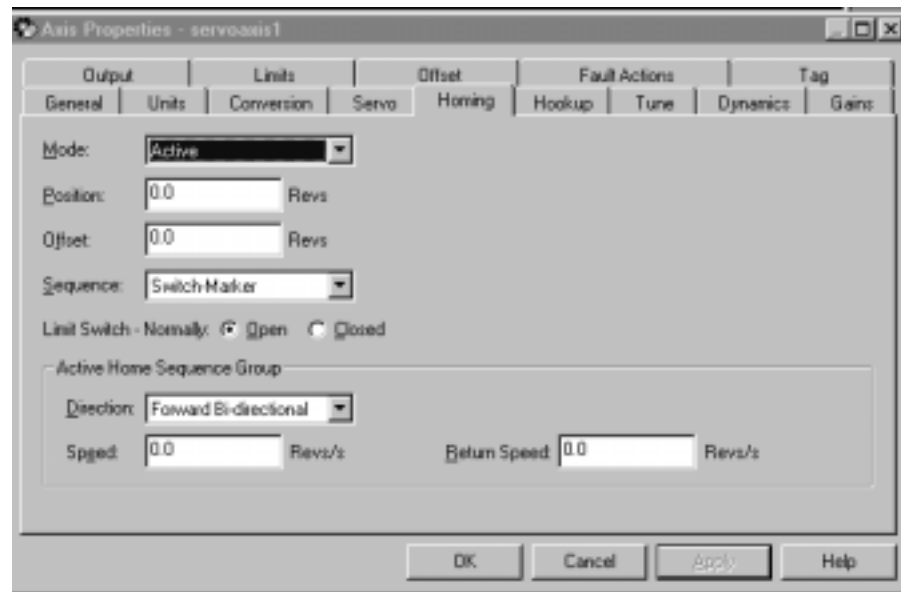 Axis Properties - servoaxis1
Output Limits Offset Fault Actions Tag
General Units Conversion Servo Homing Hookup Tune Dynamics Gains
Mode: Active
Position: 0.0 Revs
Offset: 0.0 Revs
Sequence: Switch-Marker
Limit Switch - Normally: Open Closed
Active Home Sequence Group
Direction: Forward Bi-directional
Speed: 0.0 Revs/s Return Speed: 0.0 Revs/s
OK Cancel Apply Help